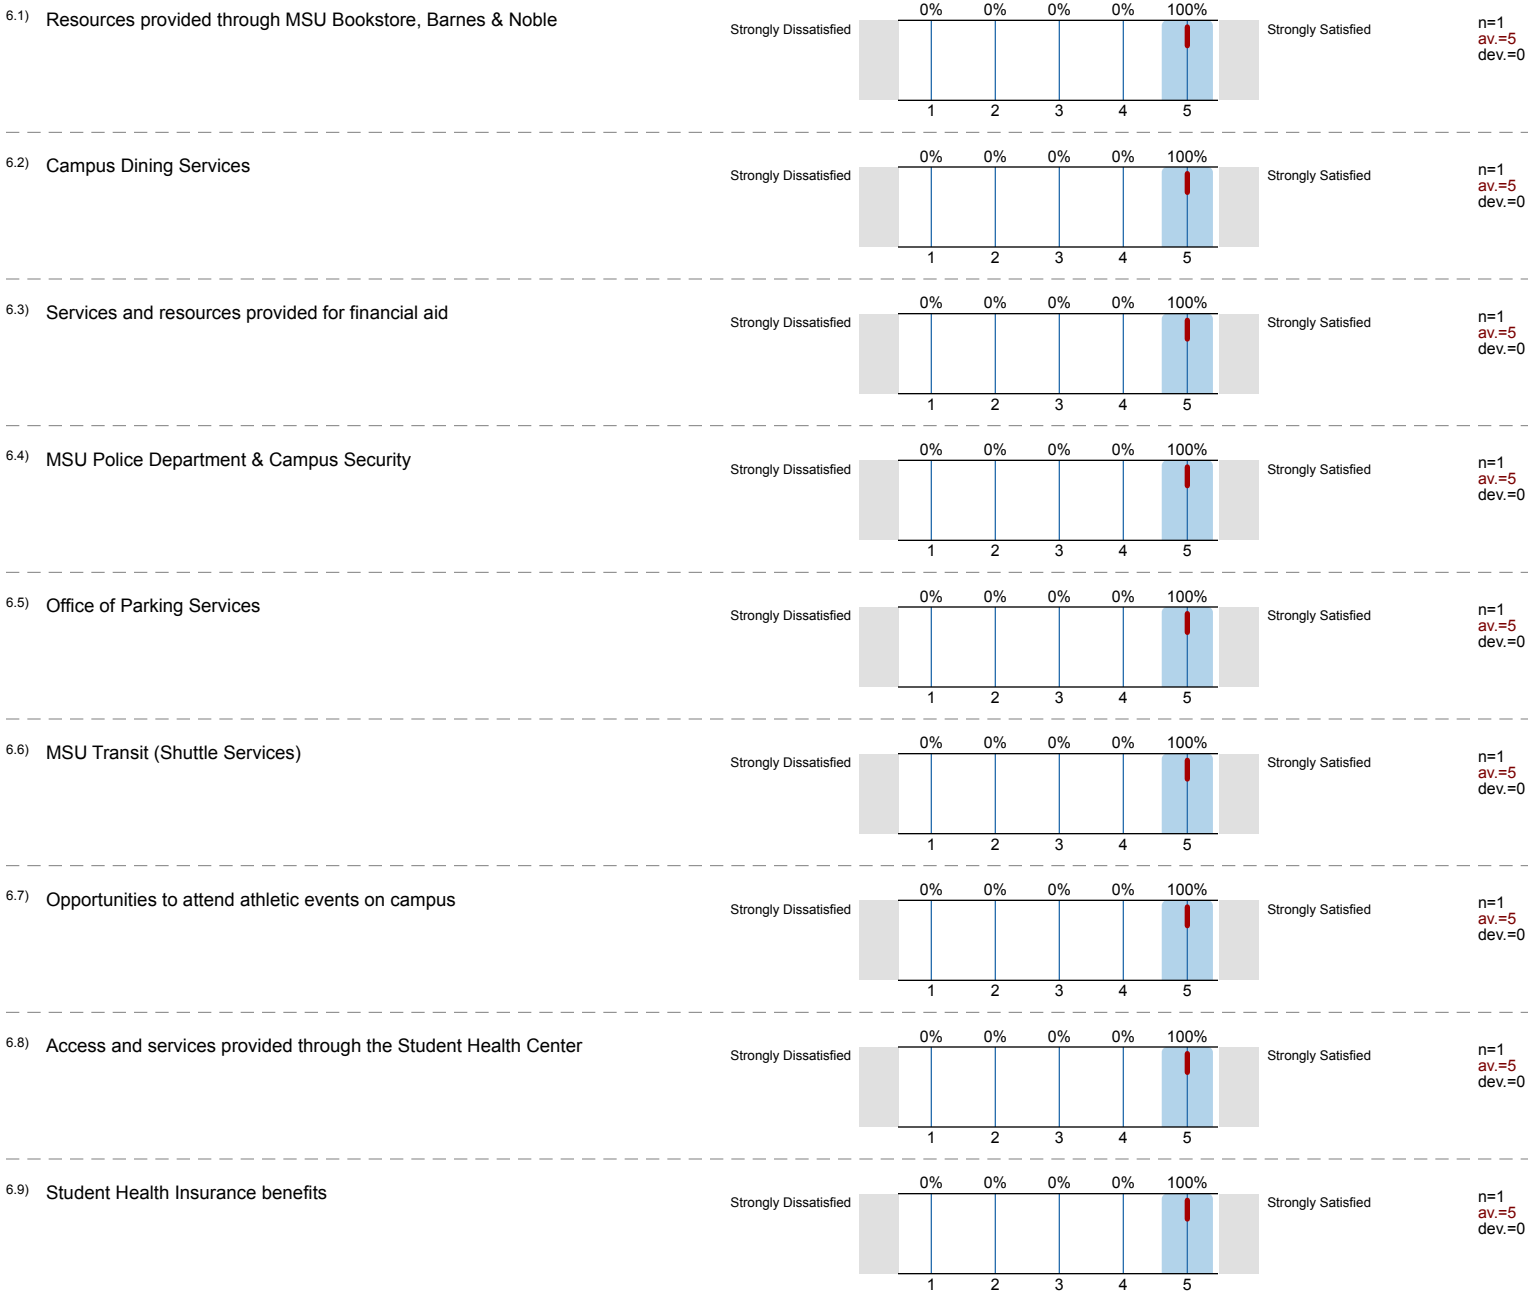 6.1) Resources provided through MSU Bookstore, Barnes & Noble
0% 0% 0% 0% 100%
Strongly Dissatisfied Strongly Satisfied
n=1
av.=5
dev.=0
1 2 3 4 5
6.2) Campus Dining Services
0% 0% 0% 0% 100%
Strongly Dissatisfied Strongly Satisfied
n=1
av.=5
dev.=0
1 2 3 4 5
6.3) Services and resources provided for financial aid
0% 0% 0% 0% 100%
Strongly Dissatisfied Strongly Satisfied
n=1
av.=5
dev.=0
1 2 3 4 5
6.4) MSU Police Department & Campus Security
0% 0% 0% 0% 100%
Strongly Dissatisfied Strongly Satisfied
n=1
av.=5
dev.=0
1 2 3 4 5
6.5) Office of Parking Services
0% 0% 0% 0% 100%
Strongly Dissatisfied Strongly Satisfied
n=1
av.=5
dev.=0
1 2 3 4 5
6.6) MSU Transit (Shuttle Services)
0% 0% 0% 0% 100%
Strongly Dissatisfied Strongly Satisfied
n=1
av.=5
dev.=0
1 2 3 4 5
6.7) Opportunities to attend athletic events on campus
0% 0% 0% 0% 100%
Strongly Dissatisfied Strongly Satisfied
n=1
av.=5
dev.=0
1 2 3 4 5
6.8) Access and services provided through the Student Health Center
0% 0% 0% 0% 100%
Strongly Dissatisfied Strongly Satisfied
n=1
av.=5
dev.=0
1 2 3 4 5
6.9) Student Health Insurance benefits
0% 0% 0% 0% 100%
Strongly Dissatisfied Strongly Satisfied
n=1
av.=5
dev.=0
1 2 3 4 5